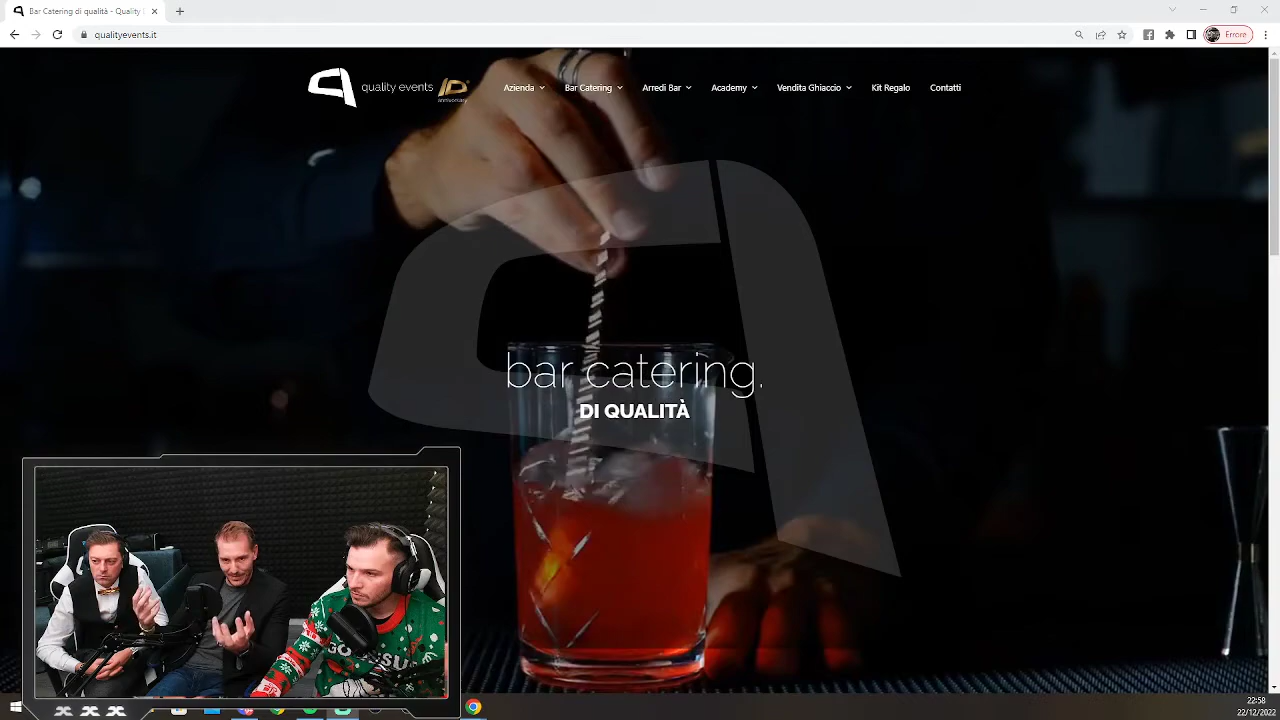 Bar Catering di qualità - Quality
qualityevents.it
Errore
quality events
anniversary
Azienda
Bar Catering
Arredi Bar
Academy
Vendita Ghiaccio
Kit Regalo
Contatti
bar catering.
DI QUALITÀ
22:58
22/12/2022